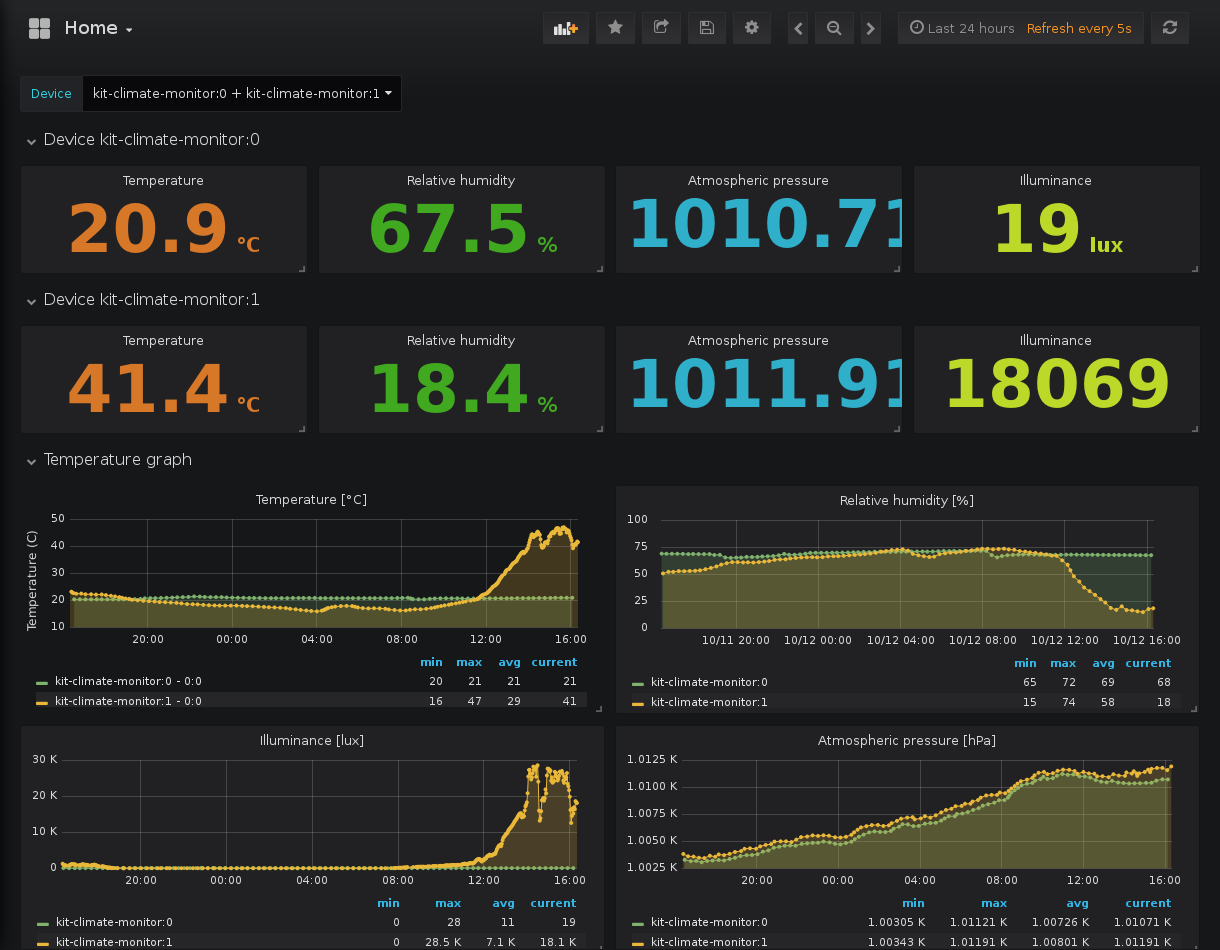 Home
Last 24 hours Refresh every 5s
Device kit-climate-monitor:0 + kit-climate-monitor:1
Device kit-climate-monitor:0
Temperature Relative humidity Atmospheric pressure Illuminance
20.9 °C 67.5 % 1010.71 19 lux
Device kit-climate-monitor:1
Temperature Relative humidity Atmospheric pressure Illuminance
41.4 °C 18.4 % 1011.91 18069
Temperature graph
Temperature [°C]
Temperature (C)
50
40
30
20
10
20:00 00:00 04:00 08:00 12:00 16:00
min max avg current
kit-climate-monitor:0 - 0:0 20 21 21 21
kit-climate-monitor:1 - 0:0 16 47 29 41
Relative humidity [%]
100
75
50
25
0
10/11 20:00 10/12 00:00 10/12 04:00 10/12 08:00 10/12 12:00 10/12 16:00
min max avg current
kit-climate-monitor:0 65 72 69 68
kit-climate-monitor:1 15 74 58 18
Illuminance [lux]
30 K
20 K
10 K
0
20:00 00:00 04:00 08:00 12:00 16:00
min max avg current
kit-climate-monitor:0 0 28 11 19
kit-climate-monitor:1 0 28.5 K 7.1 K 18.1 K
Atmospheric pressure [hPa]
1.0125 K
1.0100 K
1.0075 K
1.0050 K
1.0025 K
20:00 00:00 04:00 08:00 12:00 16:00
min max avg current
kit-climate-monitor:0 1.00305 K 1.01121 K 1.00726 K 1.01071 K
kit-climate-monitor:1 1.00343 K 1.01191 K 1.00801 K 1.01191 K